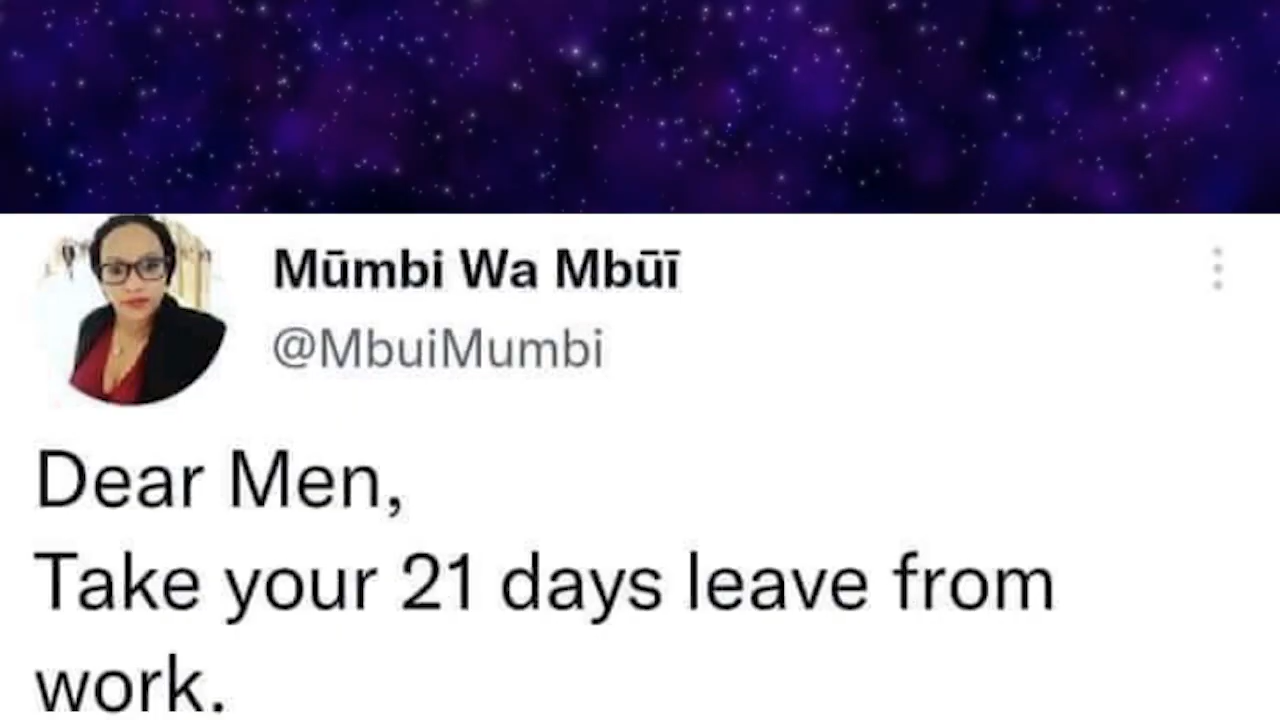 Mūmbi Wa Mbūī
@MbuiMumbi
Dear Men,
Take your 21 days leave from
work.